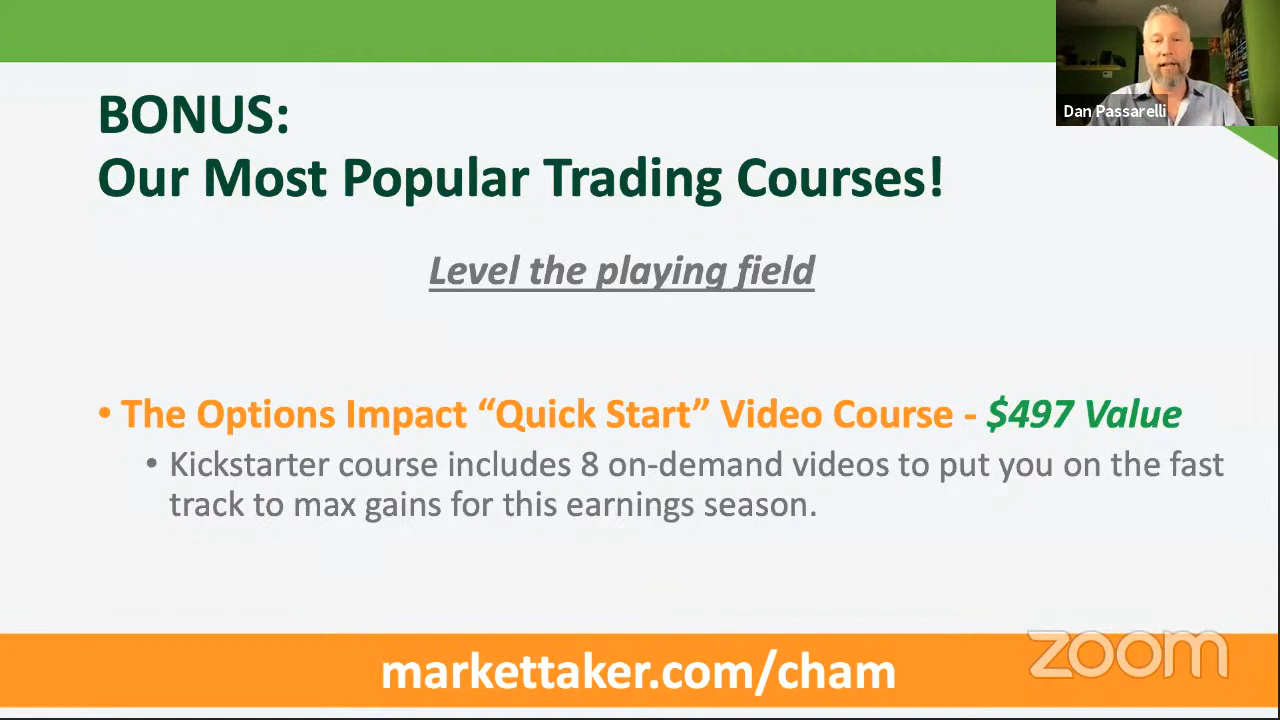 Dan Passarelli
BONUS:
Our Most Popular Trading Courses!
Level the playing field
• The Options Impact “Quick Start” Video Course - $497 Value
• Kickstarter course includes 8 on-demand videos to put you on the fast
track to max gains for this earnings season.
zoom
markettaker.com/cham